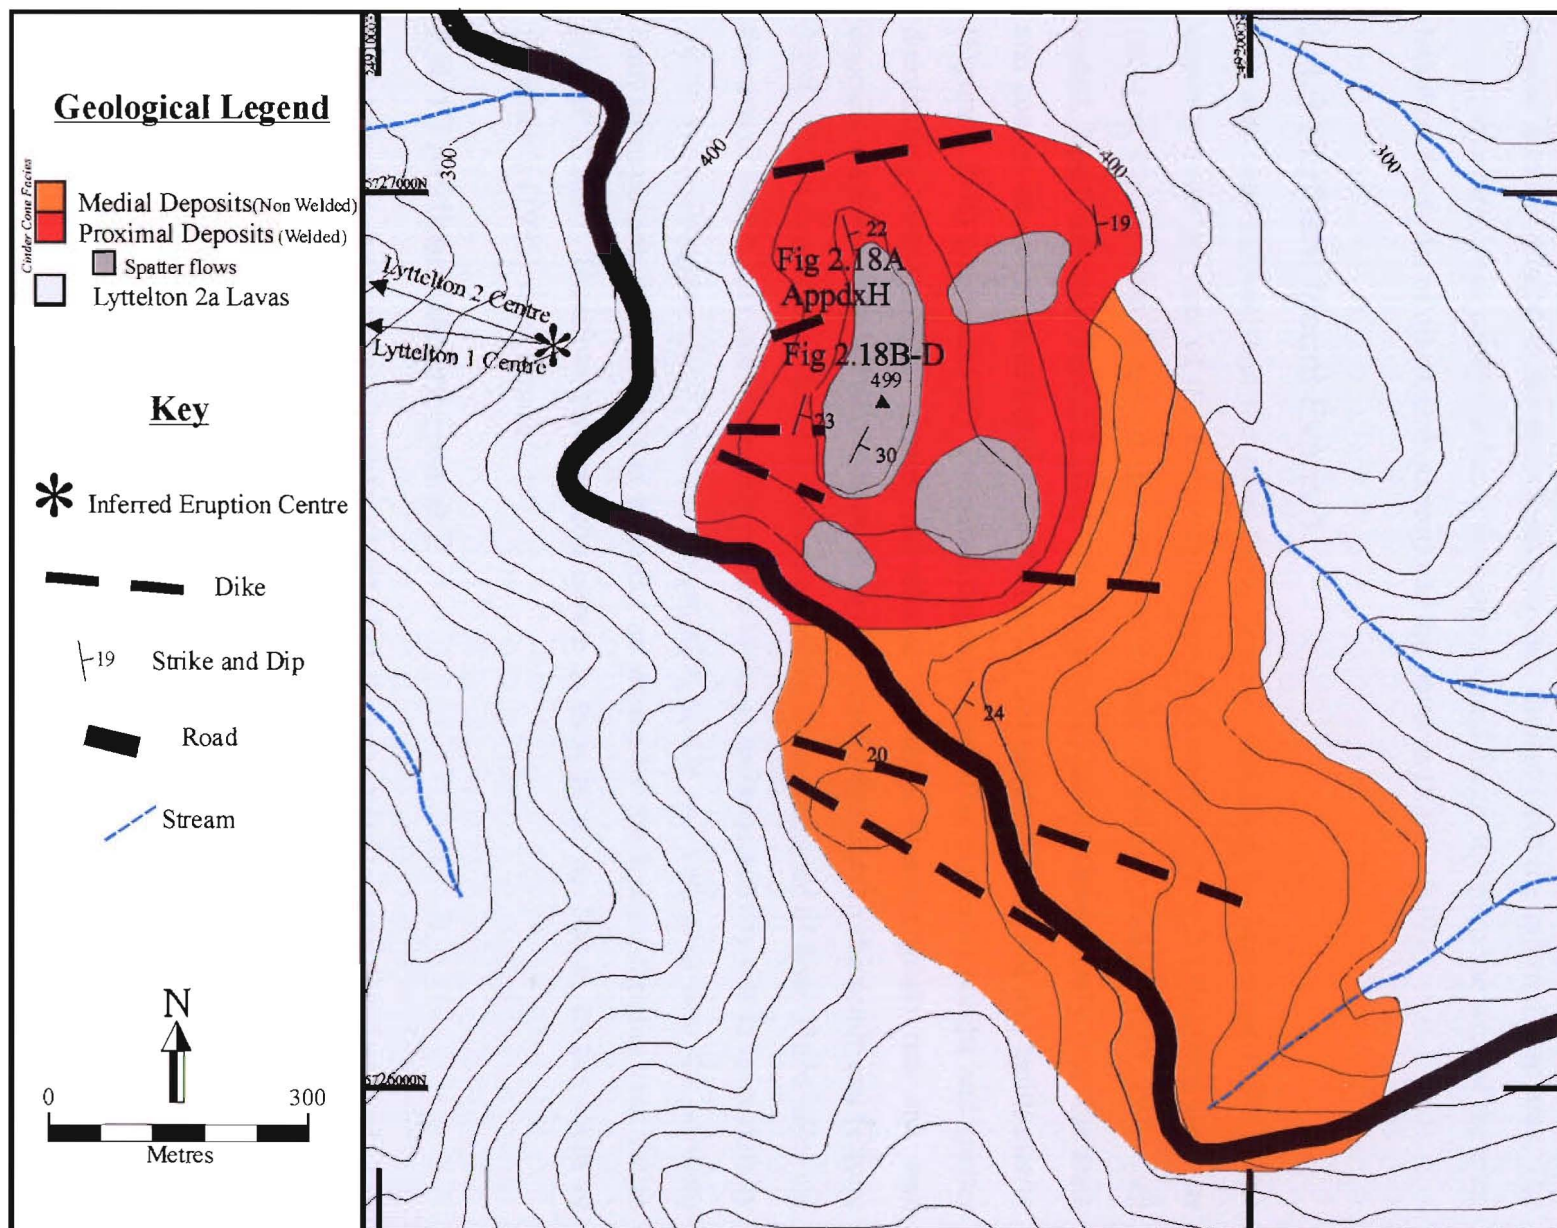 Geological Legend
Cinder Cone Facies
Medial Deposits(Non Welded)
Proximal Deposits (Welded)
Spatter flows
Lyttelton 2a Lavas
Key
Inferred Eruption Centre
Dike
19 Strike and Dip
Road
Stream
N
0 300
Metres
5727000N
5726000N
300
400
400
300
Lyttelton 2 Centre
Lyttelton 1 Centre
22
19
Fig 2.18A
AppdxH
Fig 2.18B-D
499
23
30
24
20